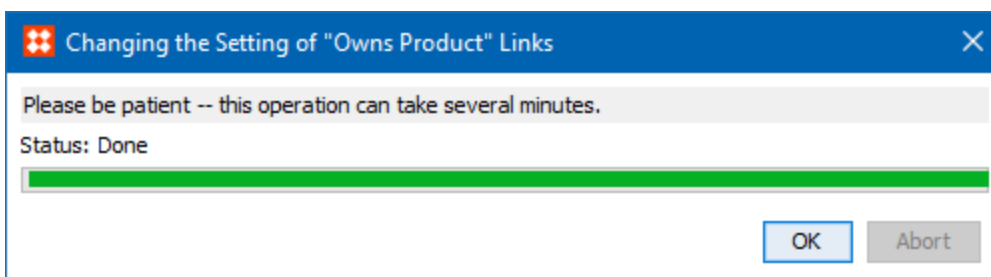 Changing the Setting of "Owns Product" Links
Please be patient -- this operation can take several minutes.
Status: Done
OK Abort